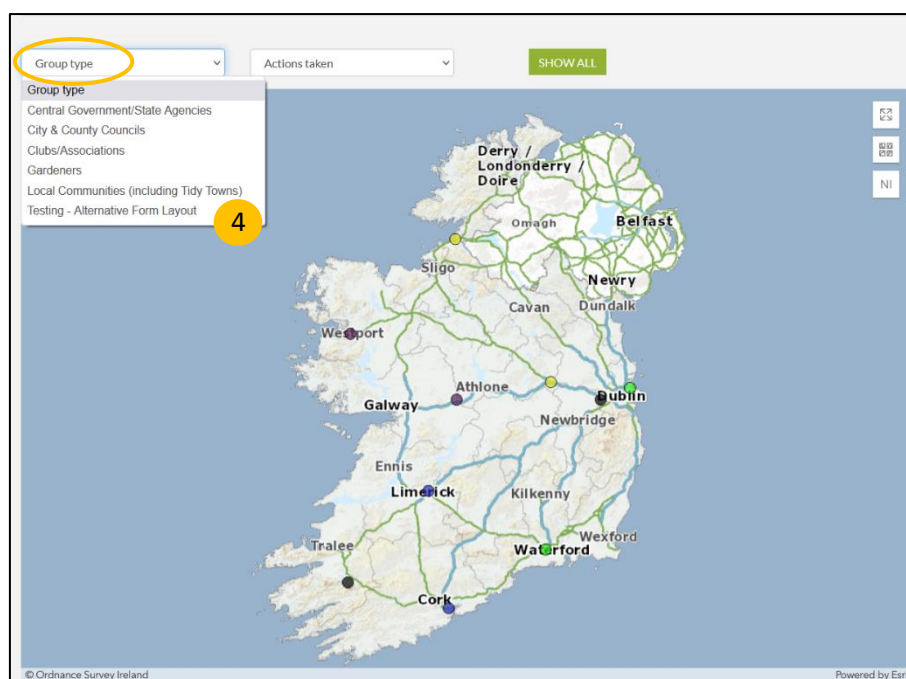 Group type
Actions taken
SHOW ALL
Group type
Central Government/State Agencies
City & County Councils
Clubs/Associations
Gardeners
Local Communities (including Tidy Towns)
Testing - Alternative Form Layout
4
NI
Derry /
Londonderry /
Doire
Omagh
Belfast
Sligo
Newry
Cavan
Dundalk
Westport
Athlone
Dublin
Galway
Newbridge
Ennis
Limerick
Kilkenny
Wexford
Tralee
Waterford
Cork
© Ordnance Survey Ireland
Powered by Esri